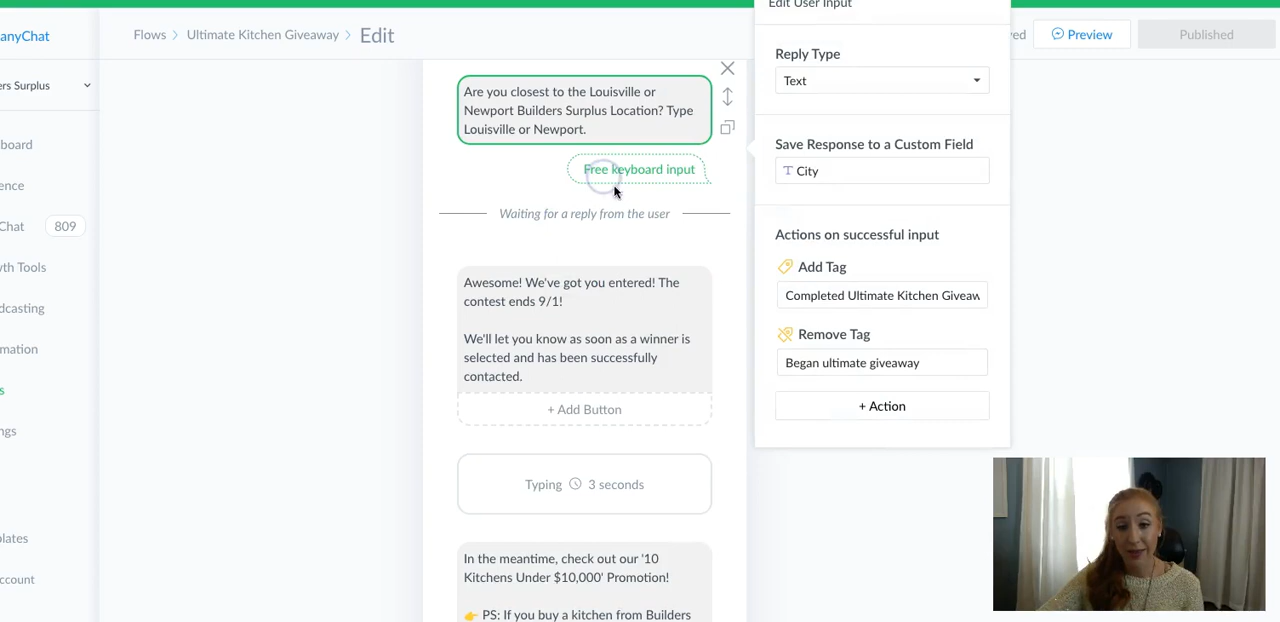 anyChat
ers Surplus
board
ence
Chat 809
vth Tools
dcasting
mation
s
ngs
plates
ccount
Flows > Ultimate Kitchen Giveaway > Edit
ved
Preview
Published
Are you closest to the Louisville or
Newport Builders Surplus Location? Type
Louisville or Newport.
Free keyboard input
Waiting for a reply from the user
Awesome! We've got you entered! The
contest ends 9/1!
We'll let you know as soon as a winner is
selected and has been successfully
contacted.
+ Add Button
Typing 3 seconds
In the meantime, check out our '10
Kitchens Under $10,000' Promotion!
👉 PS: If you buy a kitchen from Builders
Edit User Input
Reply Type
Text
Save Response to a Custom Field
T City
Actions on successful input
Add Tag
Completed Ultimate Kitchen Giveaw
Remove Tag
Began ultimate giveaway
+ Action